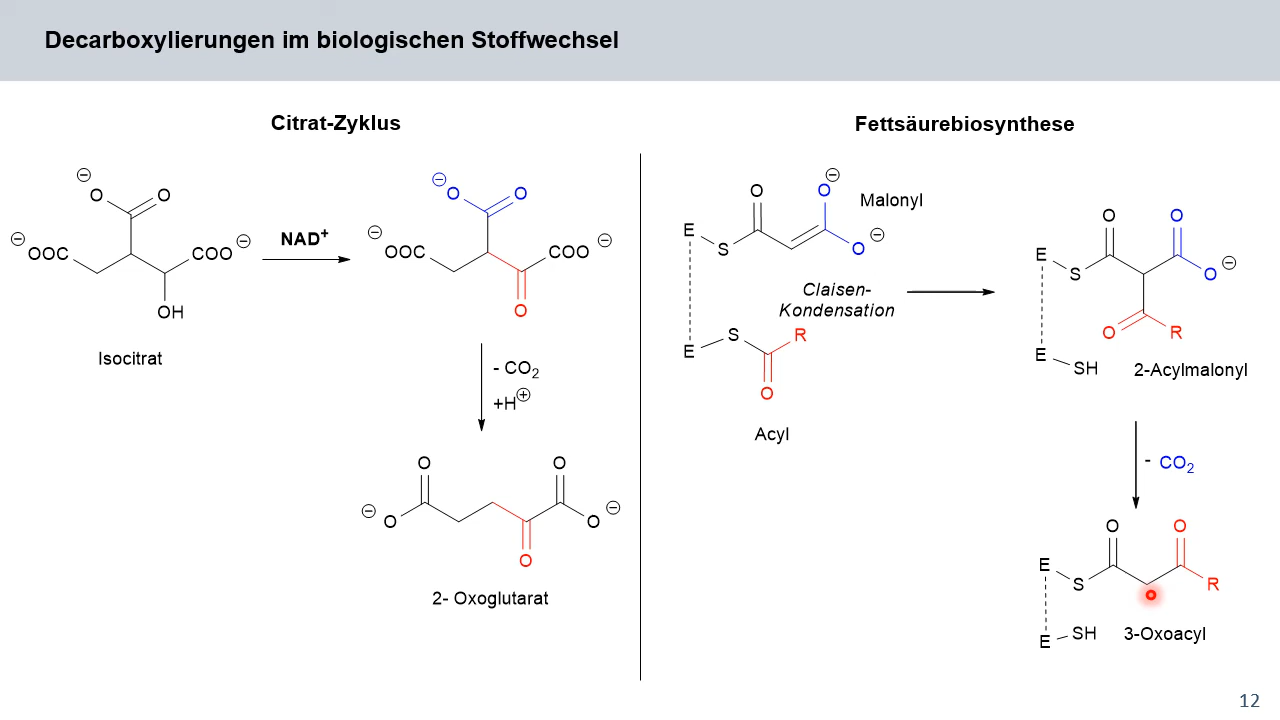 Decarboxylierungen im biologischen Stoffwechsel
Citrat-Zyklus
⊖
O O
⊖
OOC COO ⊖
OH
Isocitrat
NAD⁺
⊖
O O
⊖
OOC COO ⊖
O
- CO₂
+H⊕
O O
⊖ O O ⊖
O
2- Oxoglutarat
Fettsäurebiosynthese
O O ⊖
Malonyl
E
S O ⊖
Claisen-
Kondensation
S R
E
O
Acyl
O O
E
S O ⊖
O R
E
SH
2-Acylmalonyl
- CO₂
O O
E
S R
E SH
3-Oxoacyl
12